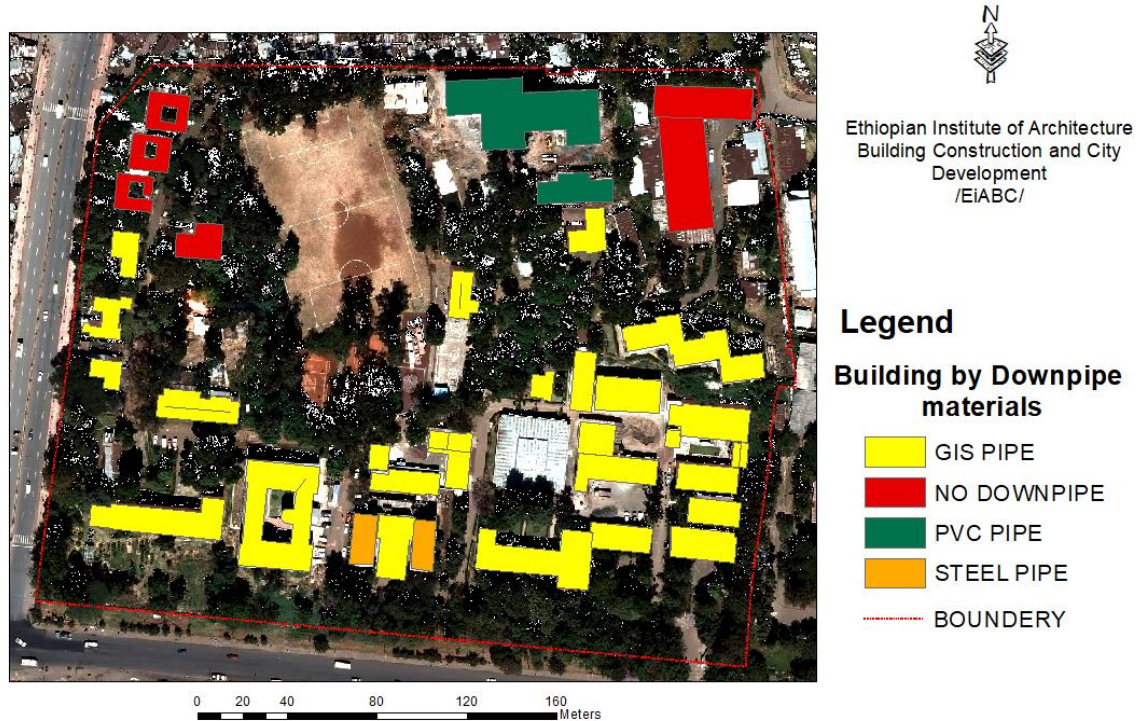 N
Ethiopian Institute of Architecture
Building Construction and City
Development
/EiABC/
Legend
Building by Downpipe
materials
GIS PIPE
NO DOWNPIPE
PVC PIPE
STEEL PIPE
BOUNDERY
0 20 40 80 120 160
Meters